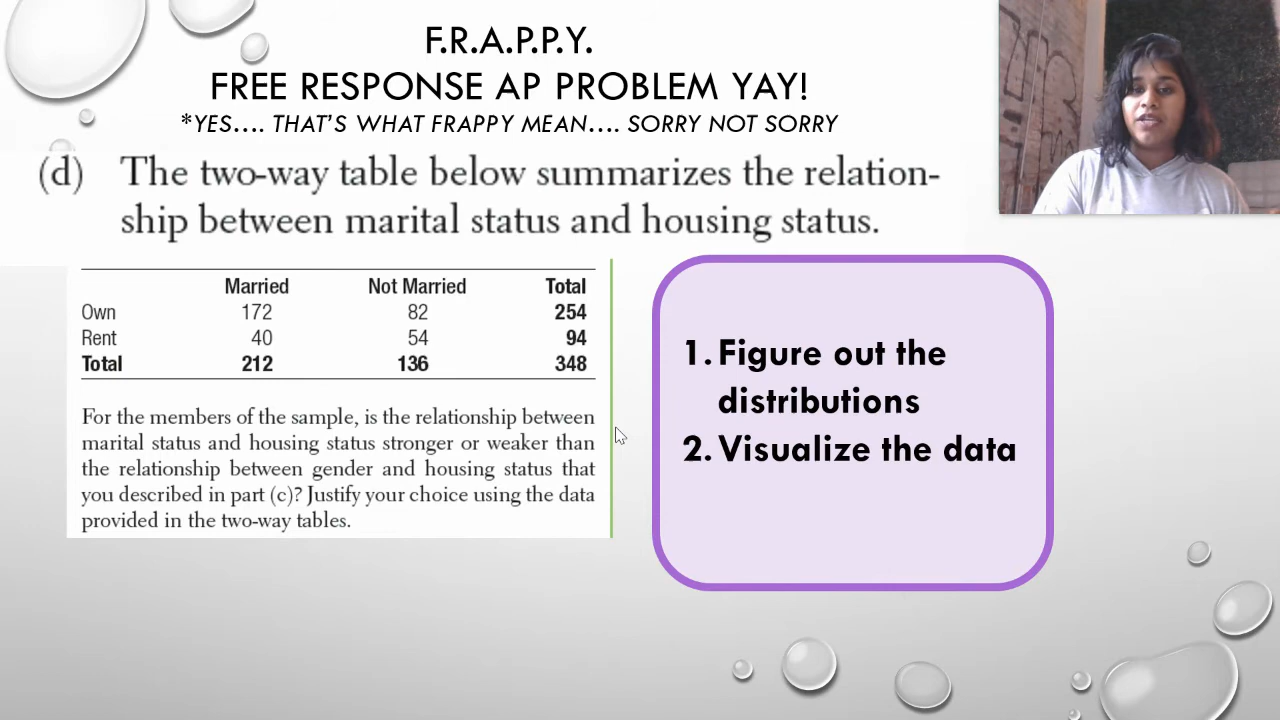 F.R.A.P.P.Y.
FREE RESPONSE AP PROBLEM YAY!
*YES.... THAT'S WHAT FRAPPY MEAN.... SORRY NOT SORRY
(d) The two-way table below summarizes the relation-
ship between marital status and housing status.
Married Not Married Total
Own 172 82 254
Rent 40 54 94
Total 212 136 348
For the members of the sample, is the relationship between
marital status and housing status stronger or weaker than
the relationship between gender and housing status that
you described in part (c)? Justify your choice using the data
provided in the two-way tables.
1. Figure out the
distributions
2. Visualize the data